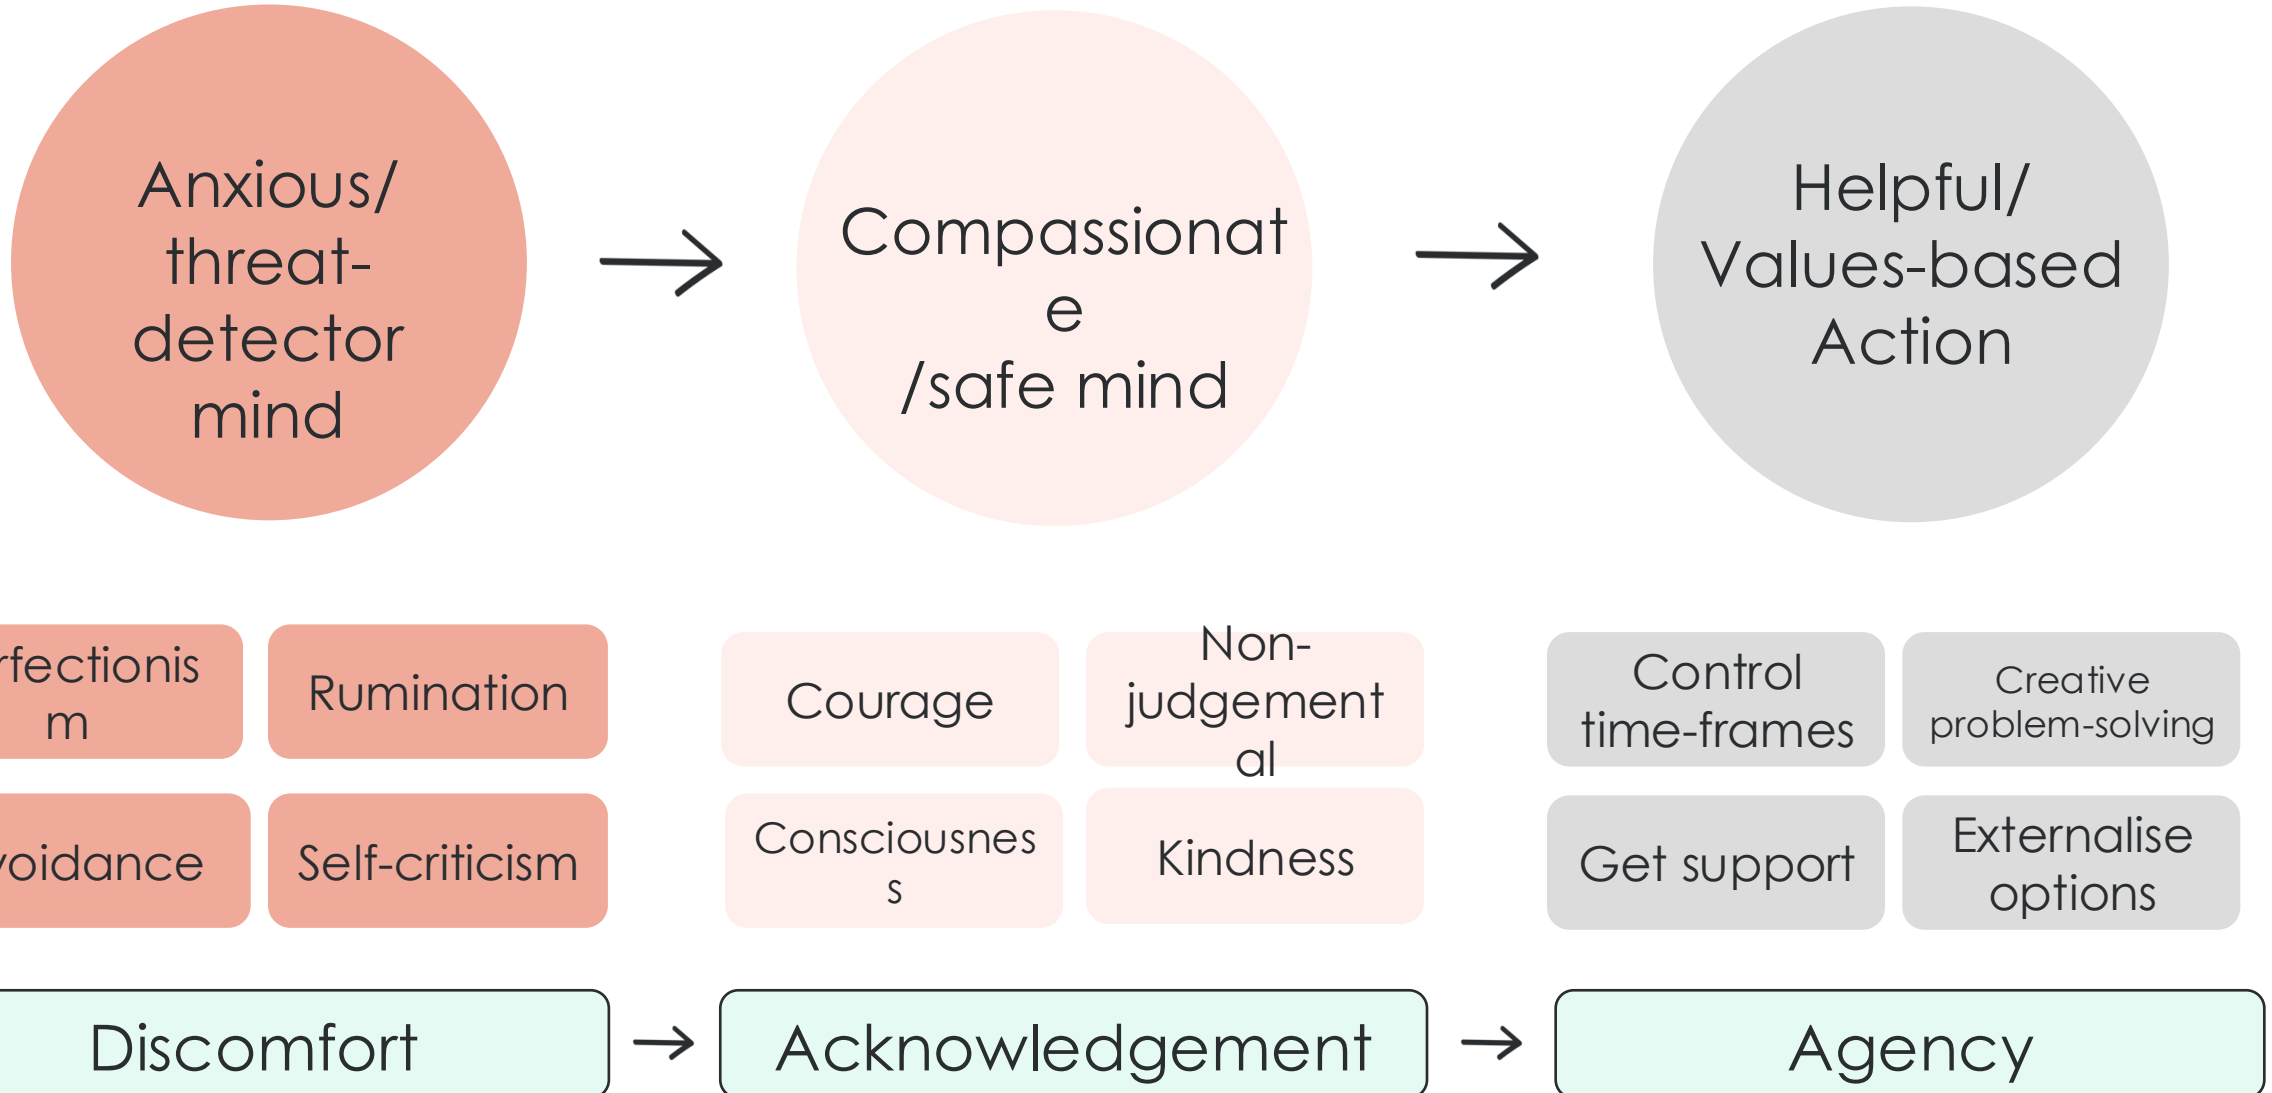 Anxious/
threat-
detector
mind
Compassionat
e
/safe mind
Helpful/
Values-based
Action
rfectionis
m
Rumination
voidance
Self-criticism
Courage
Non-
judgement
al
Consciousnes
s
Kindness
Control
time-frames
Creative
problem-solving
Get support
Externalise
options
Discomfort
Acknowledgement
Agency